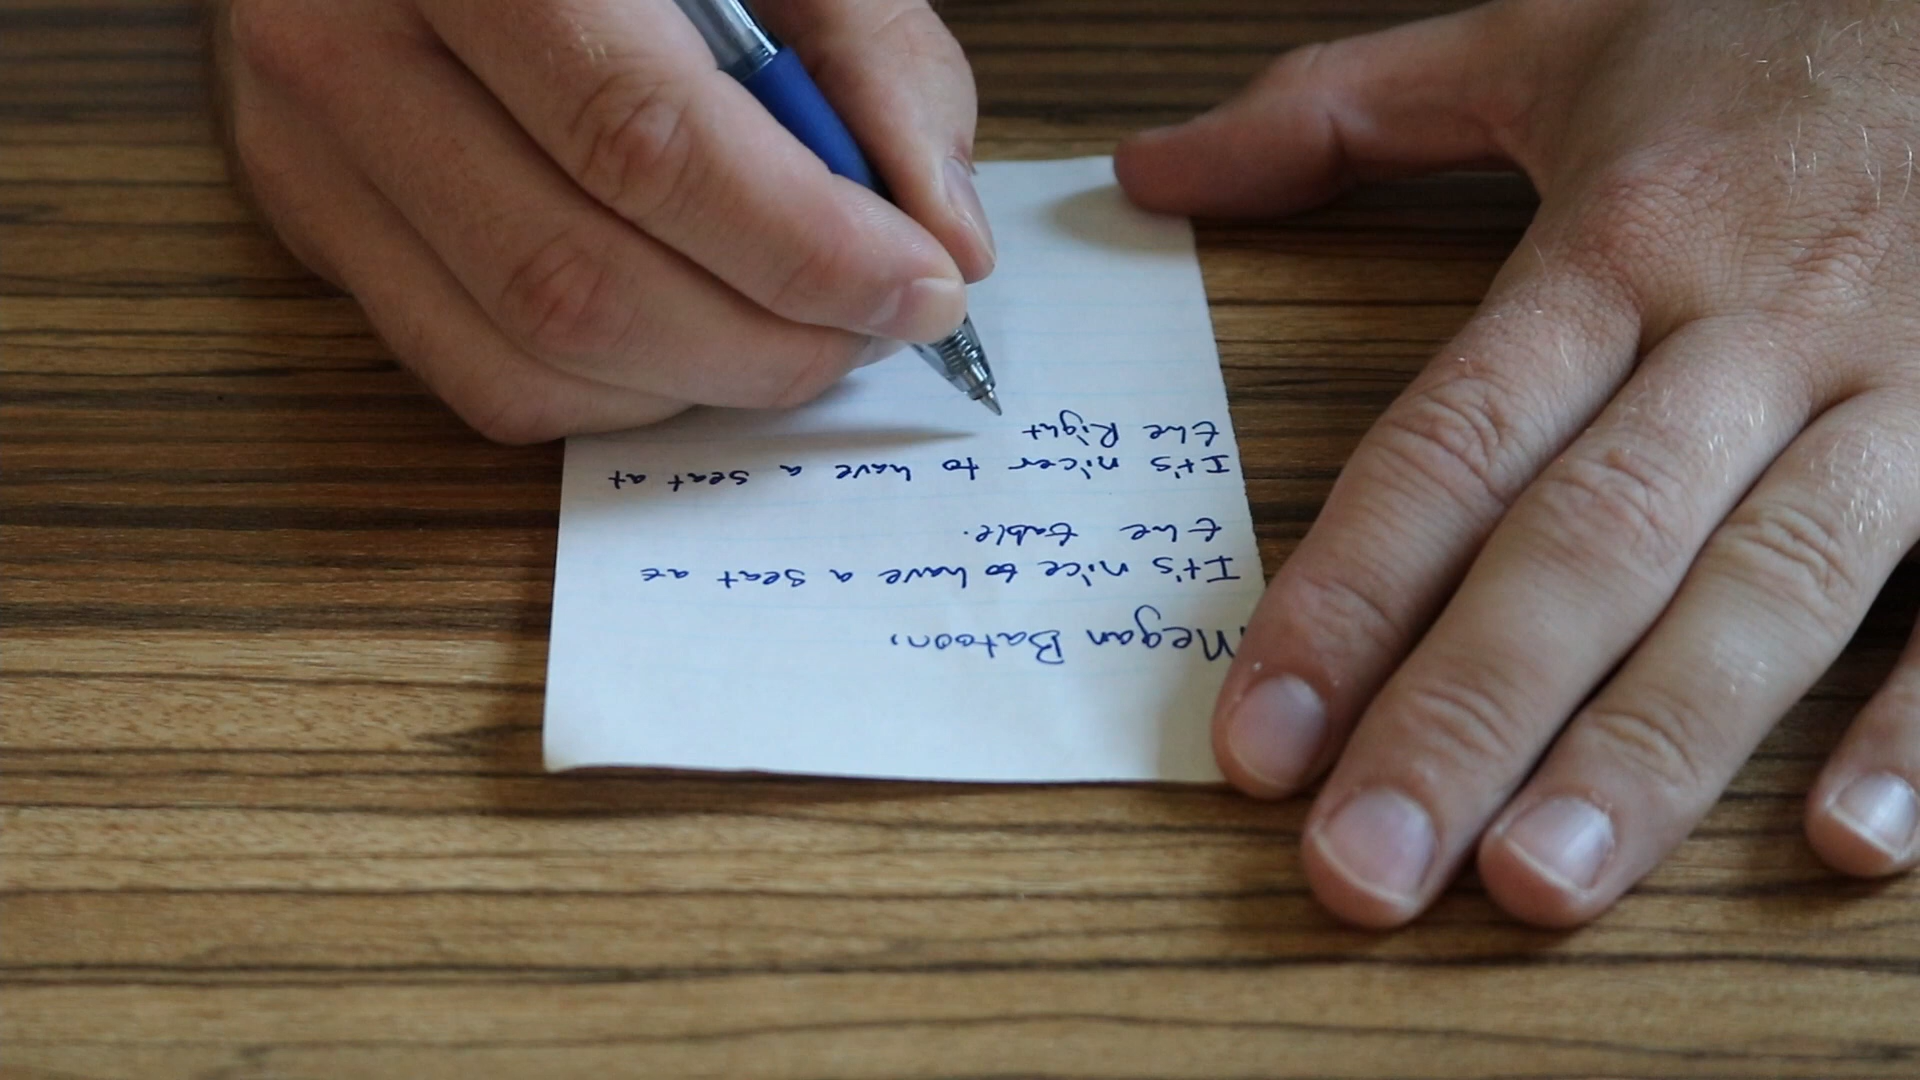 Megan Batoon,
It's nice to have a seat at
the table.
It's nicer to have a seat at
the Right